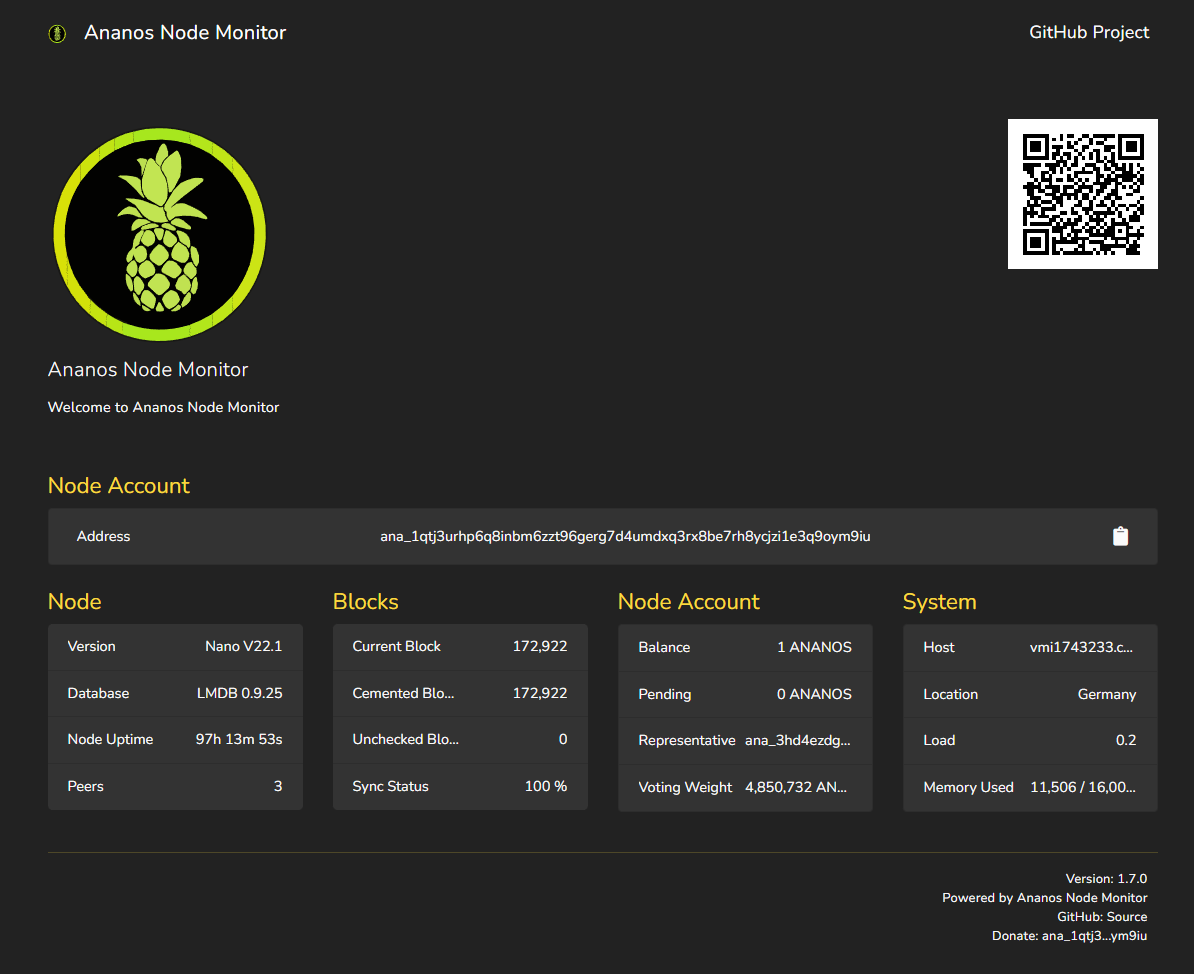 Ananos Node Monitor
GitHub Project
Ananos Node Monitor
Welcome to Ananos Node Monitor
Node Account
Address ana_1qtj3urhp6q8inbm6zzt96gerg7d4umdxq3rx8be7rh8ycjzi1e3q9oym9iu
Node
Version Nano V22.1
Database LMDB 0.9.25
Node Uptime 97h 13m 53s
Peers 3
Blocks
Current Block 172,922
Cemented Blo... 172,922
Unchecked Blo... 0
Sync Status 100 %
Node Account
Balance 1 ANANOS
Pending 0 ANANOS
Representative ana_3hd4ezdg...
Voting Weight 4,850,732 AN...
System
Host vmi1743233.c...
Location Germany
Load 0.2
Memory Used 11,506 / 16,00...
Version: 1.7.0
Powered by Ananos Node Monitor
GitHub: Source
Donate: ana_1qtj3...ym9iu